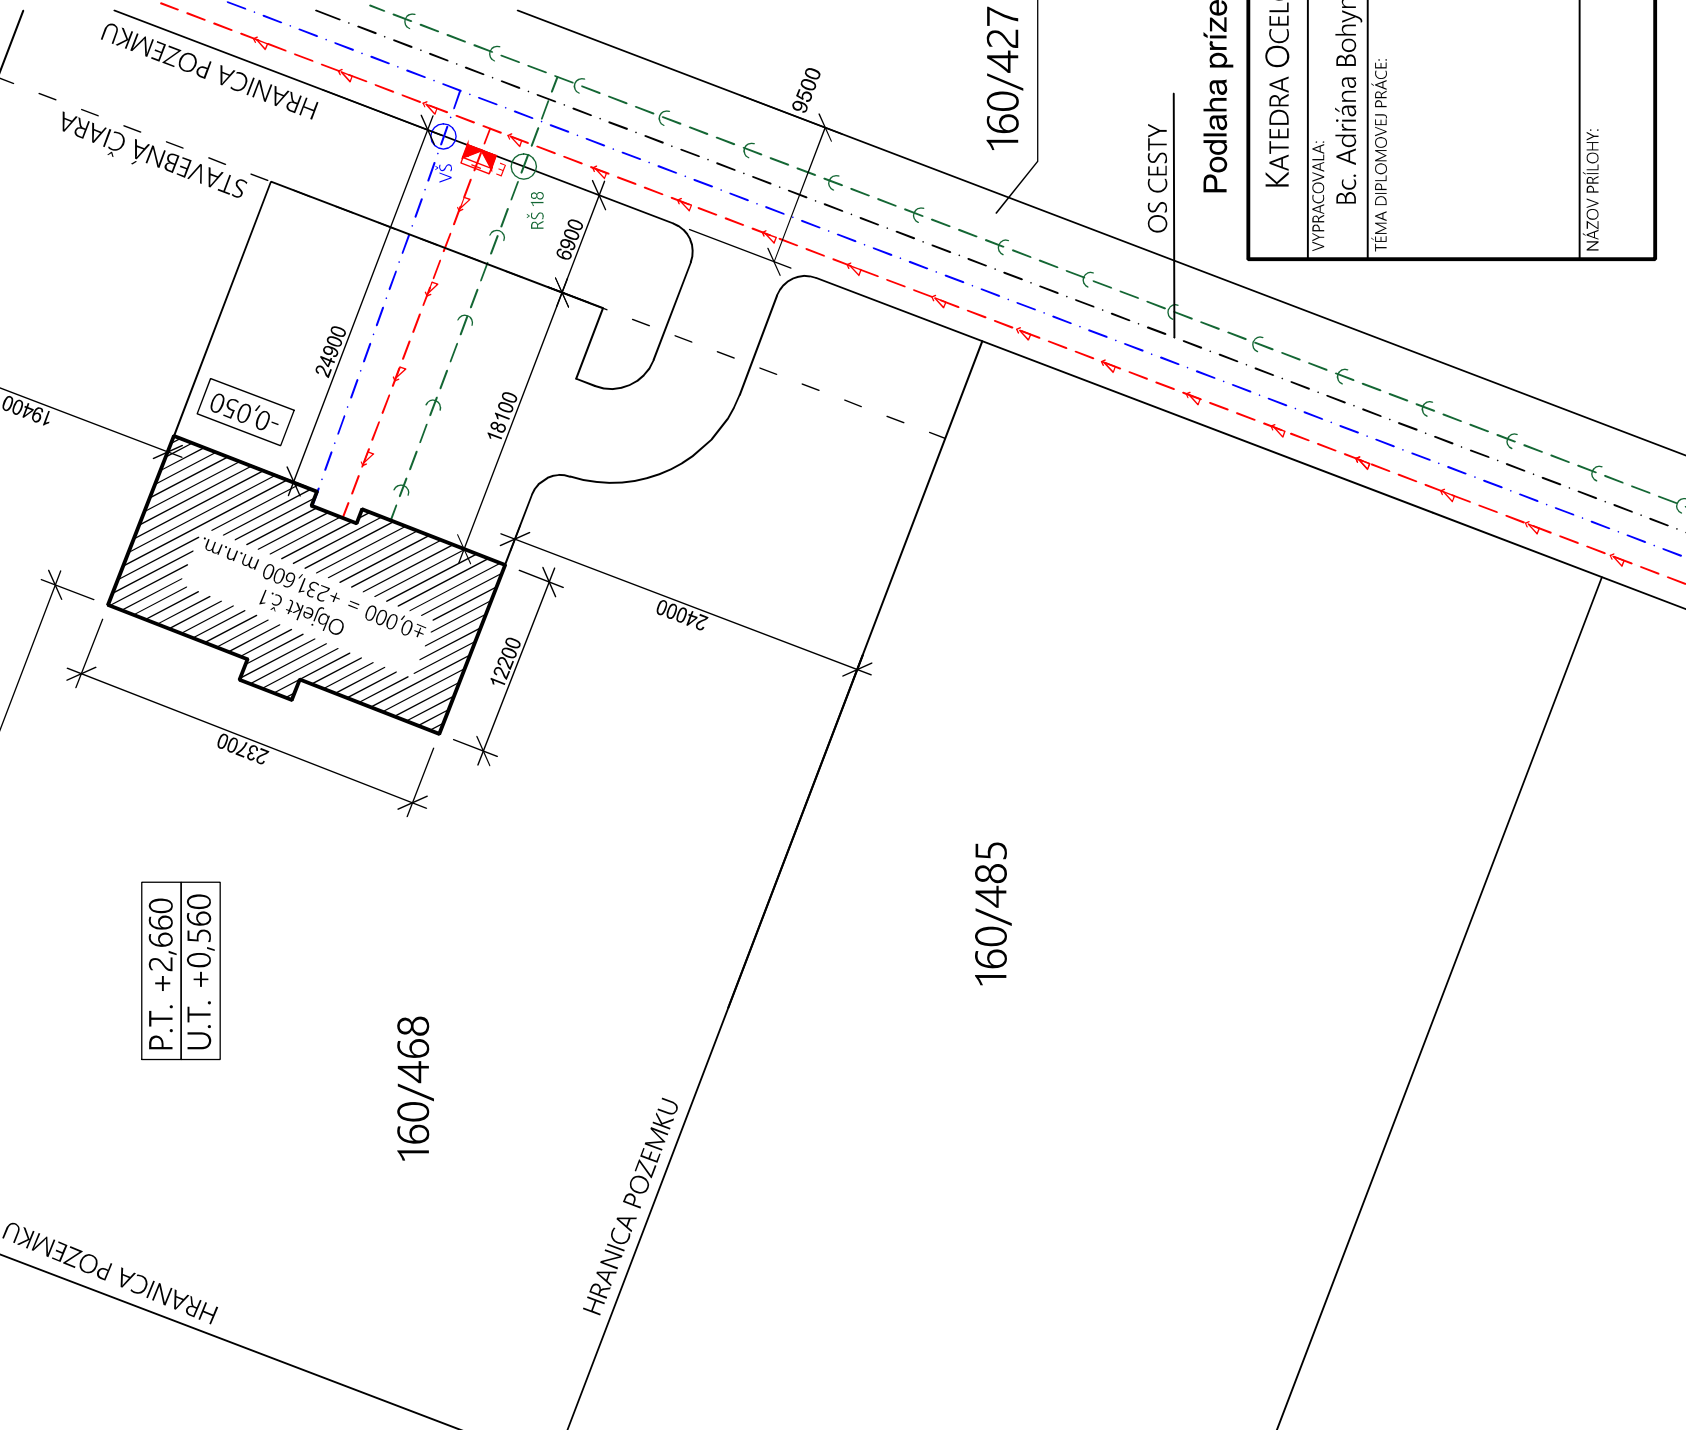 HRANICA POZEMKU
STAVEBNÁ ČIARA
VŠ
E
RŠ 18
9500
6900
24900
18100
19400
-0,050
Objekt č.1
±0,000 = +231,600 m.n.m.
24000
12200
23700
160/427
OS CESTY
Podlaha príze
KATEDRA OCEL
VYPRACOVALA:
Bc. Adriána Bohyn
TÉMA DIPLOMOVEJ PRÁCE:
NÁZOV PRÍLOHY:
P.T. +2,660
U.T. +0,560
160/468
160/485
HRANICA POZEMKU
HRANICA POZEMKU